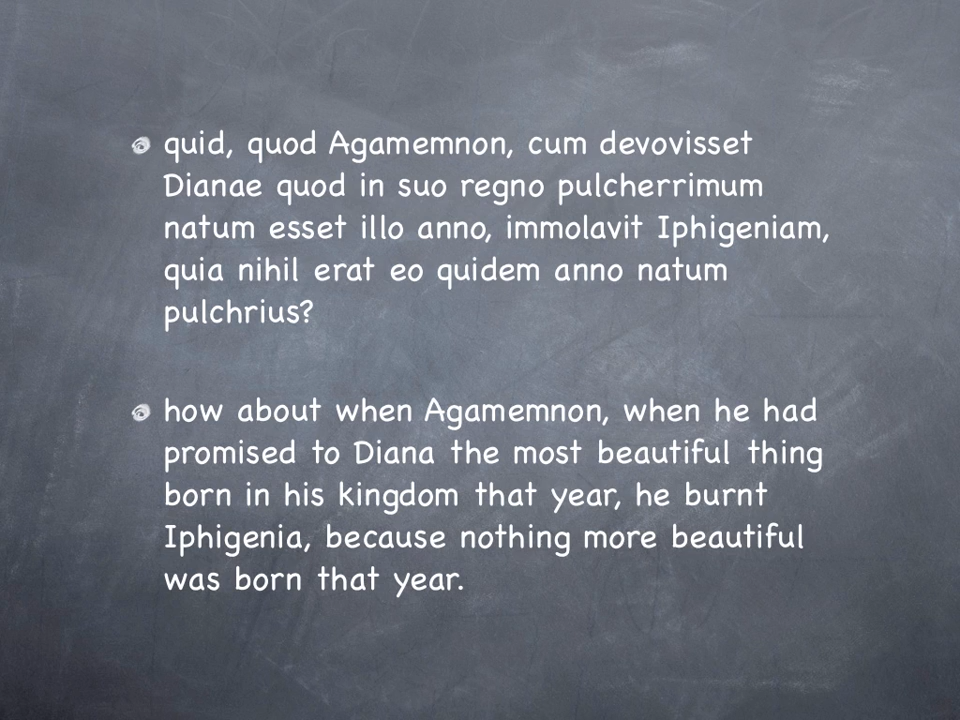 quid, quod Agamemnon, cum devovisset
Dianae quod in suo regno pulcherrimum
natum esset illo anno, immolavit Iphigeniam,
quia nihil erat eo quidem anno natum
pulchrius?
how about when Agamemnon, when he had
promised to Diana the most beautiful thing
born in his kingdom that year, he burnt
Iphigenia, because nothing more beautiful
was born that year.